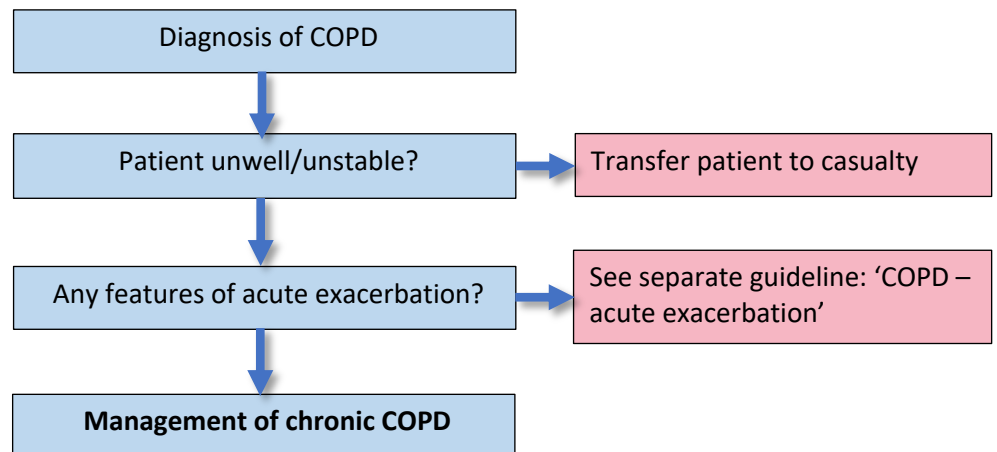 Diagnosis of COPD
Patient unwell/unstable?
Transfer patient to casualty
Any features of acute exacerbation?
See separate guideline: ‘COPD –
acute exacerbation’
Management of chronic COPD